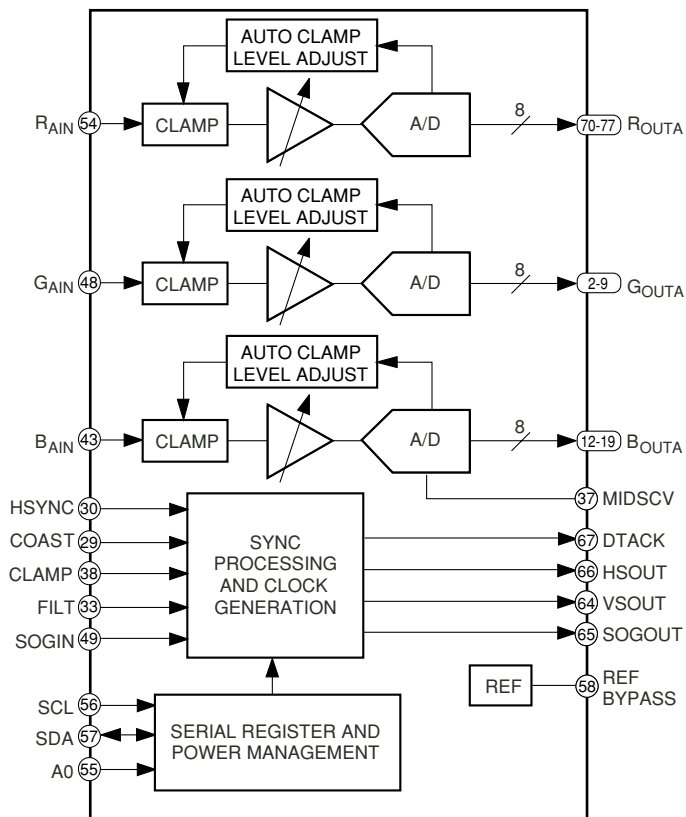 AUTO CLAMP
LEVEL ADJUST
RAIN 54
CLAMP
A/D
8
70-77 ROUTA
AUTO CLAMP
LEVEL ADJUST
GAIN 48
CLAMP
A/D
8
2-9 GOUTA
AUTO CLAMP
LEVEL ADJUST
BAIN 43
CLAMP
A/D
8
12-19 BOUTA
37 MIDSCV
HSYNC 30
COAST 29
CLAMP 38
FILT 33
SOGIN 49
SYNC
PROCESSING
AND CLOCK
GENERATION
67 DTACK
66 HSOUT
64 VSOUT
65 SOGOUT
REF
58 REF
BYPASS
SCL 56
SDA 57
A0 55
SERIAL REGISTER AND
POWER MANAGEMENT